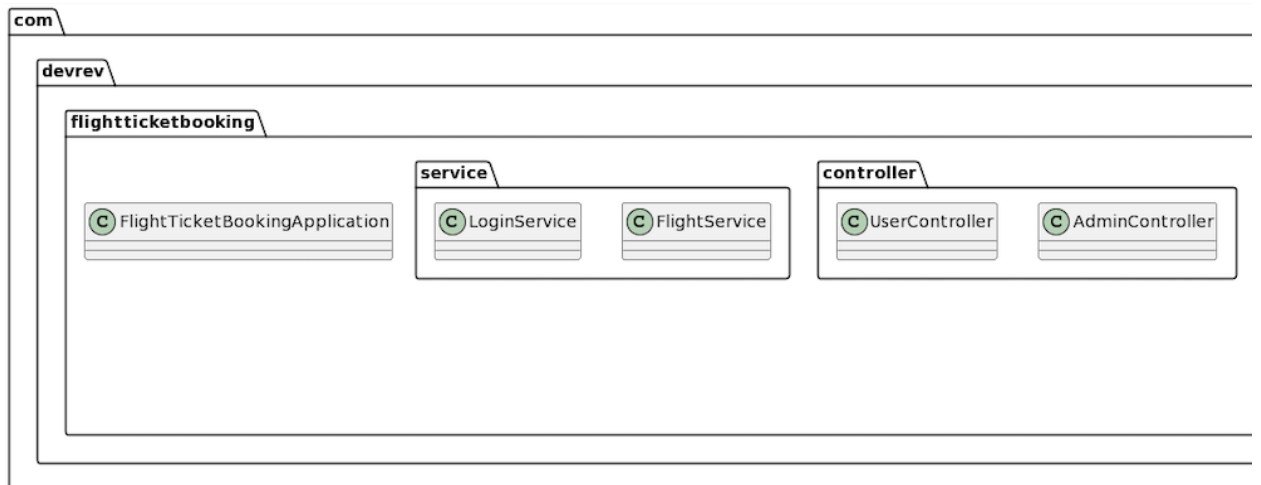 com
devrev
flightticketbooking
service
controller
C FlightTicketBookingApplication
C LoginService
C FlightService
C UserController
C AdminController